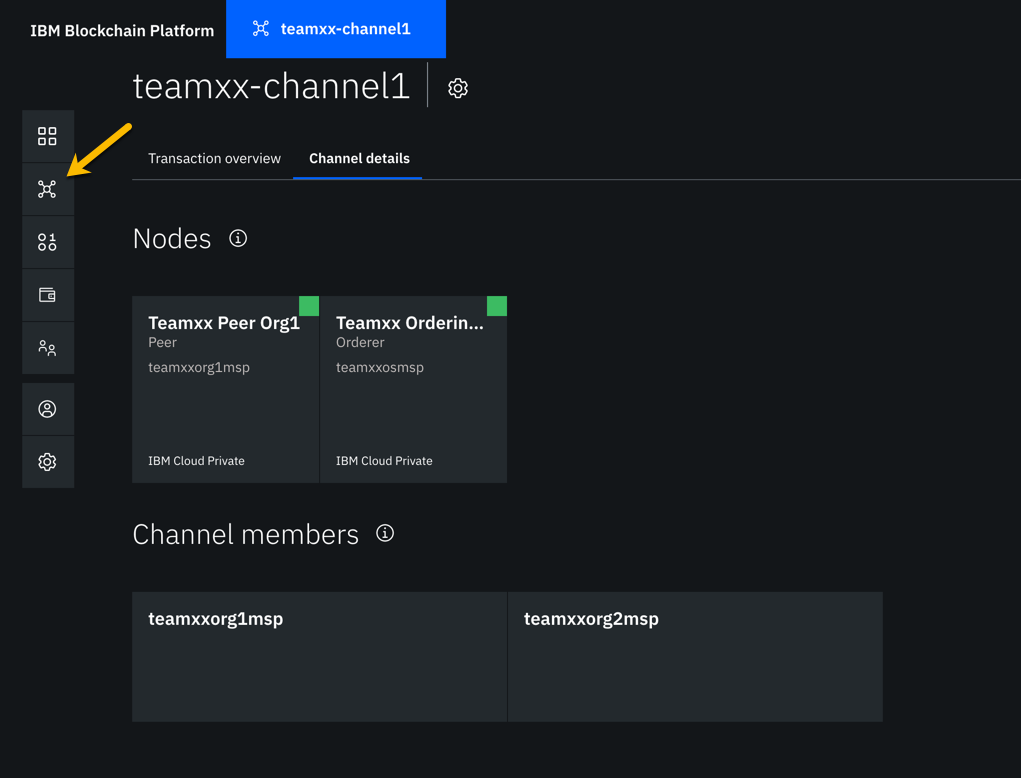 IBM Blockchain Platform
teamxx-channel1
teamxx-channel1
Transaction overview
Channel details
Nodes
Teamxx Peer Org1
Peer
teamxxorg1msp
IBM Cloud Private
Teamxx Orderin...
Orderer
teamxxosmsp
IBM Cloud Private
Channel members
teamxxorg1msp
teamxxorg2msp